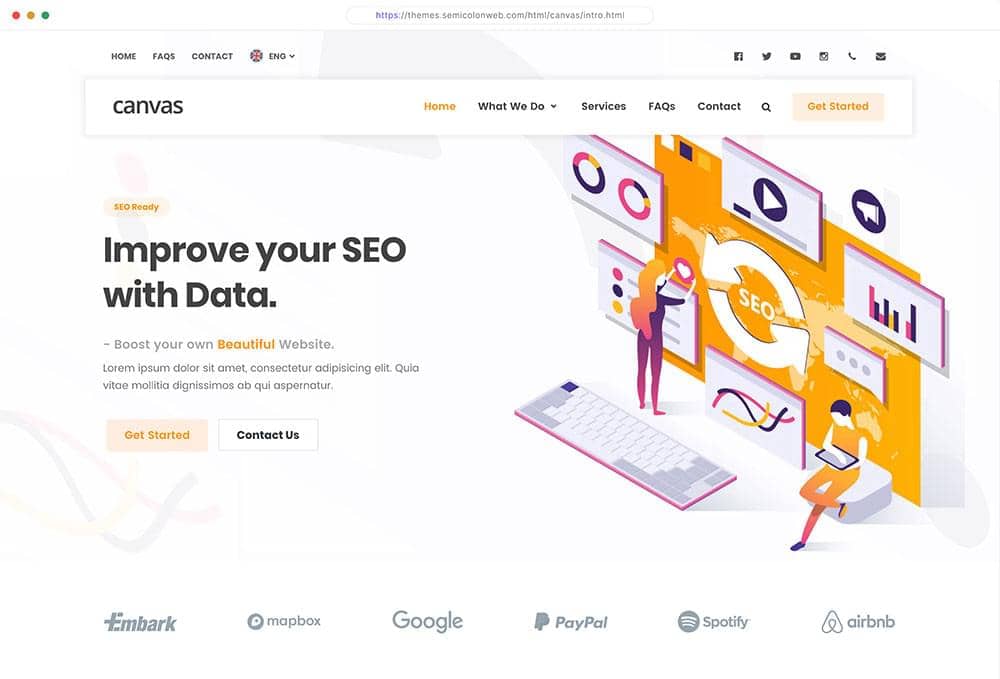 https://themes.semicolonweb.com/html/canvas/intro.html
HOME FAQS CONTACT ENG
canvas Home What We Do Services FAQs Contact Get Started
SEO Ready
Improve your SEO
with Data.
- Boost your own Beautiful Website.
Lorem ipsum dolor sit amet, consectetur adipisicing elit. Quia
vitae mollitia dignissimos ab qui aspernatur.
Get Started Contact Us
SEO
Embark mapbox Google PayPal Spotify airbnb